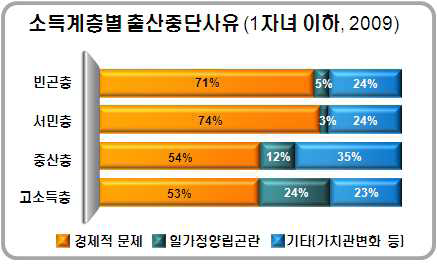 소득계층별 출산중단사유 (1자녀 이하, 2009)
빈곤층 71% 5% 24%
서민층 74% 3% 24%
중산층 54% 12% 35%
고소득층 53% 24% 23%
경제적 문제 일가정양립곤란 기타(가치관변화 등)